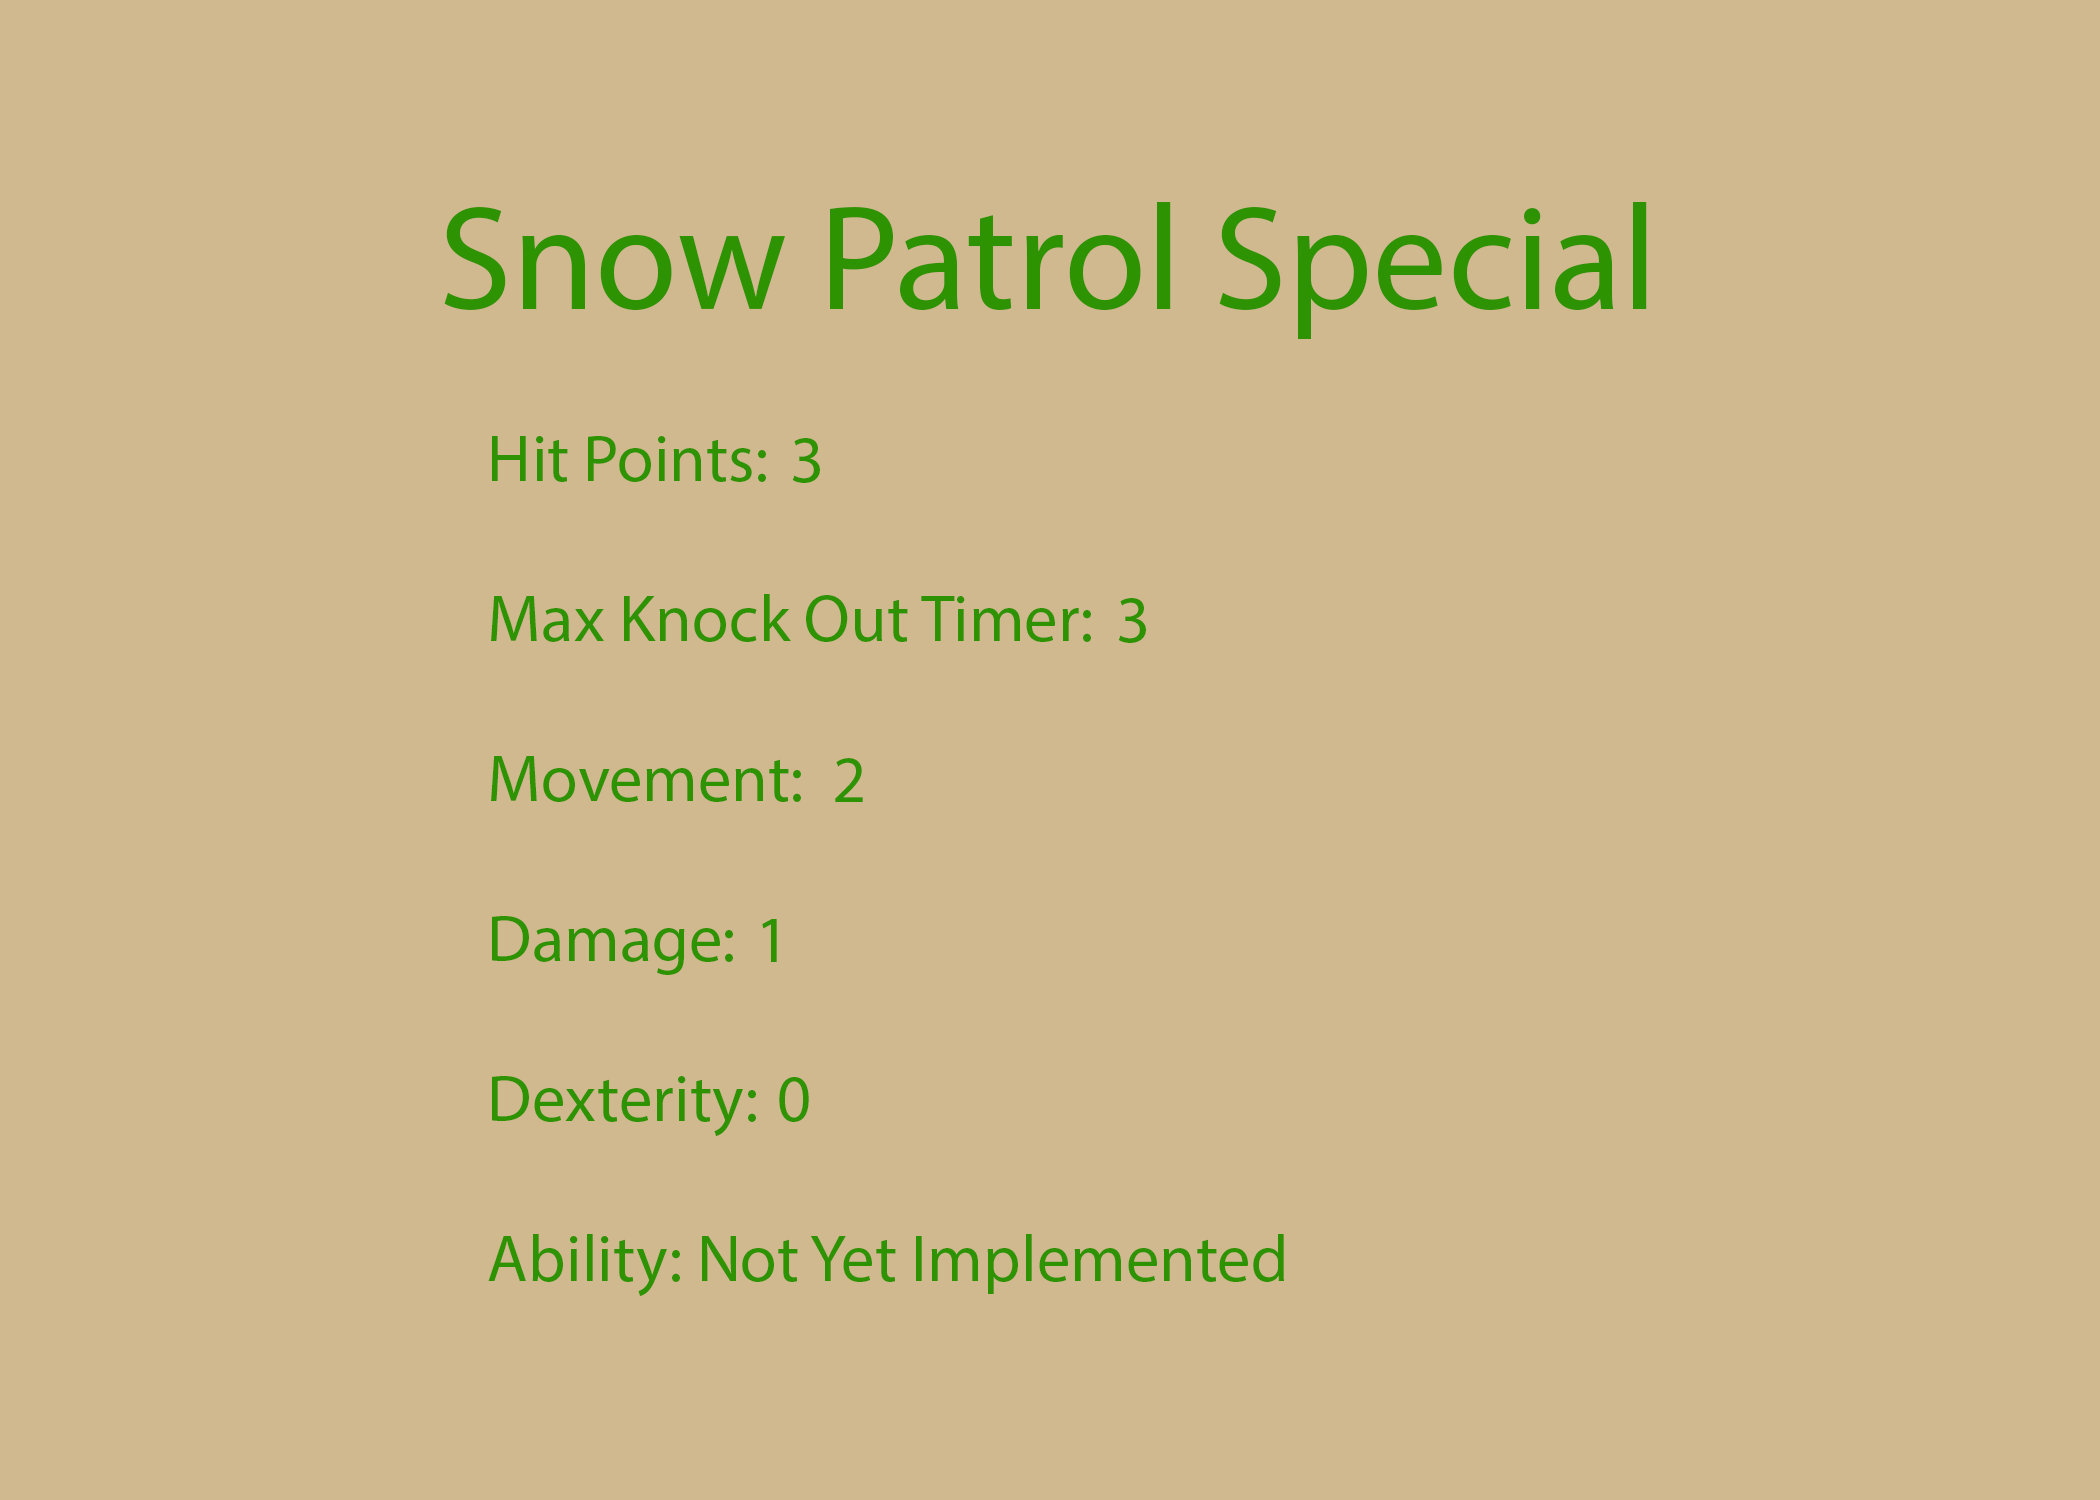 Snow Patrol Special
Hit Points: 3
Max Knock Out Timer: 3
Movement: 2
Damage: 1
Dexterity: 0
Ability: Not Yet Implemented